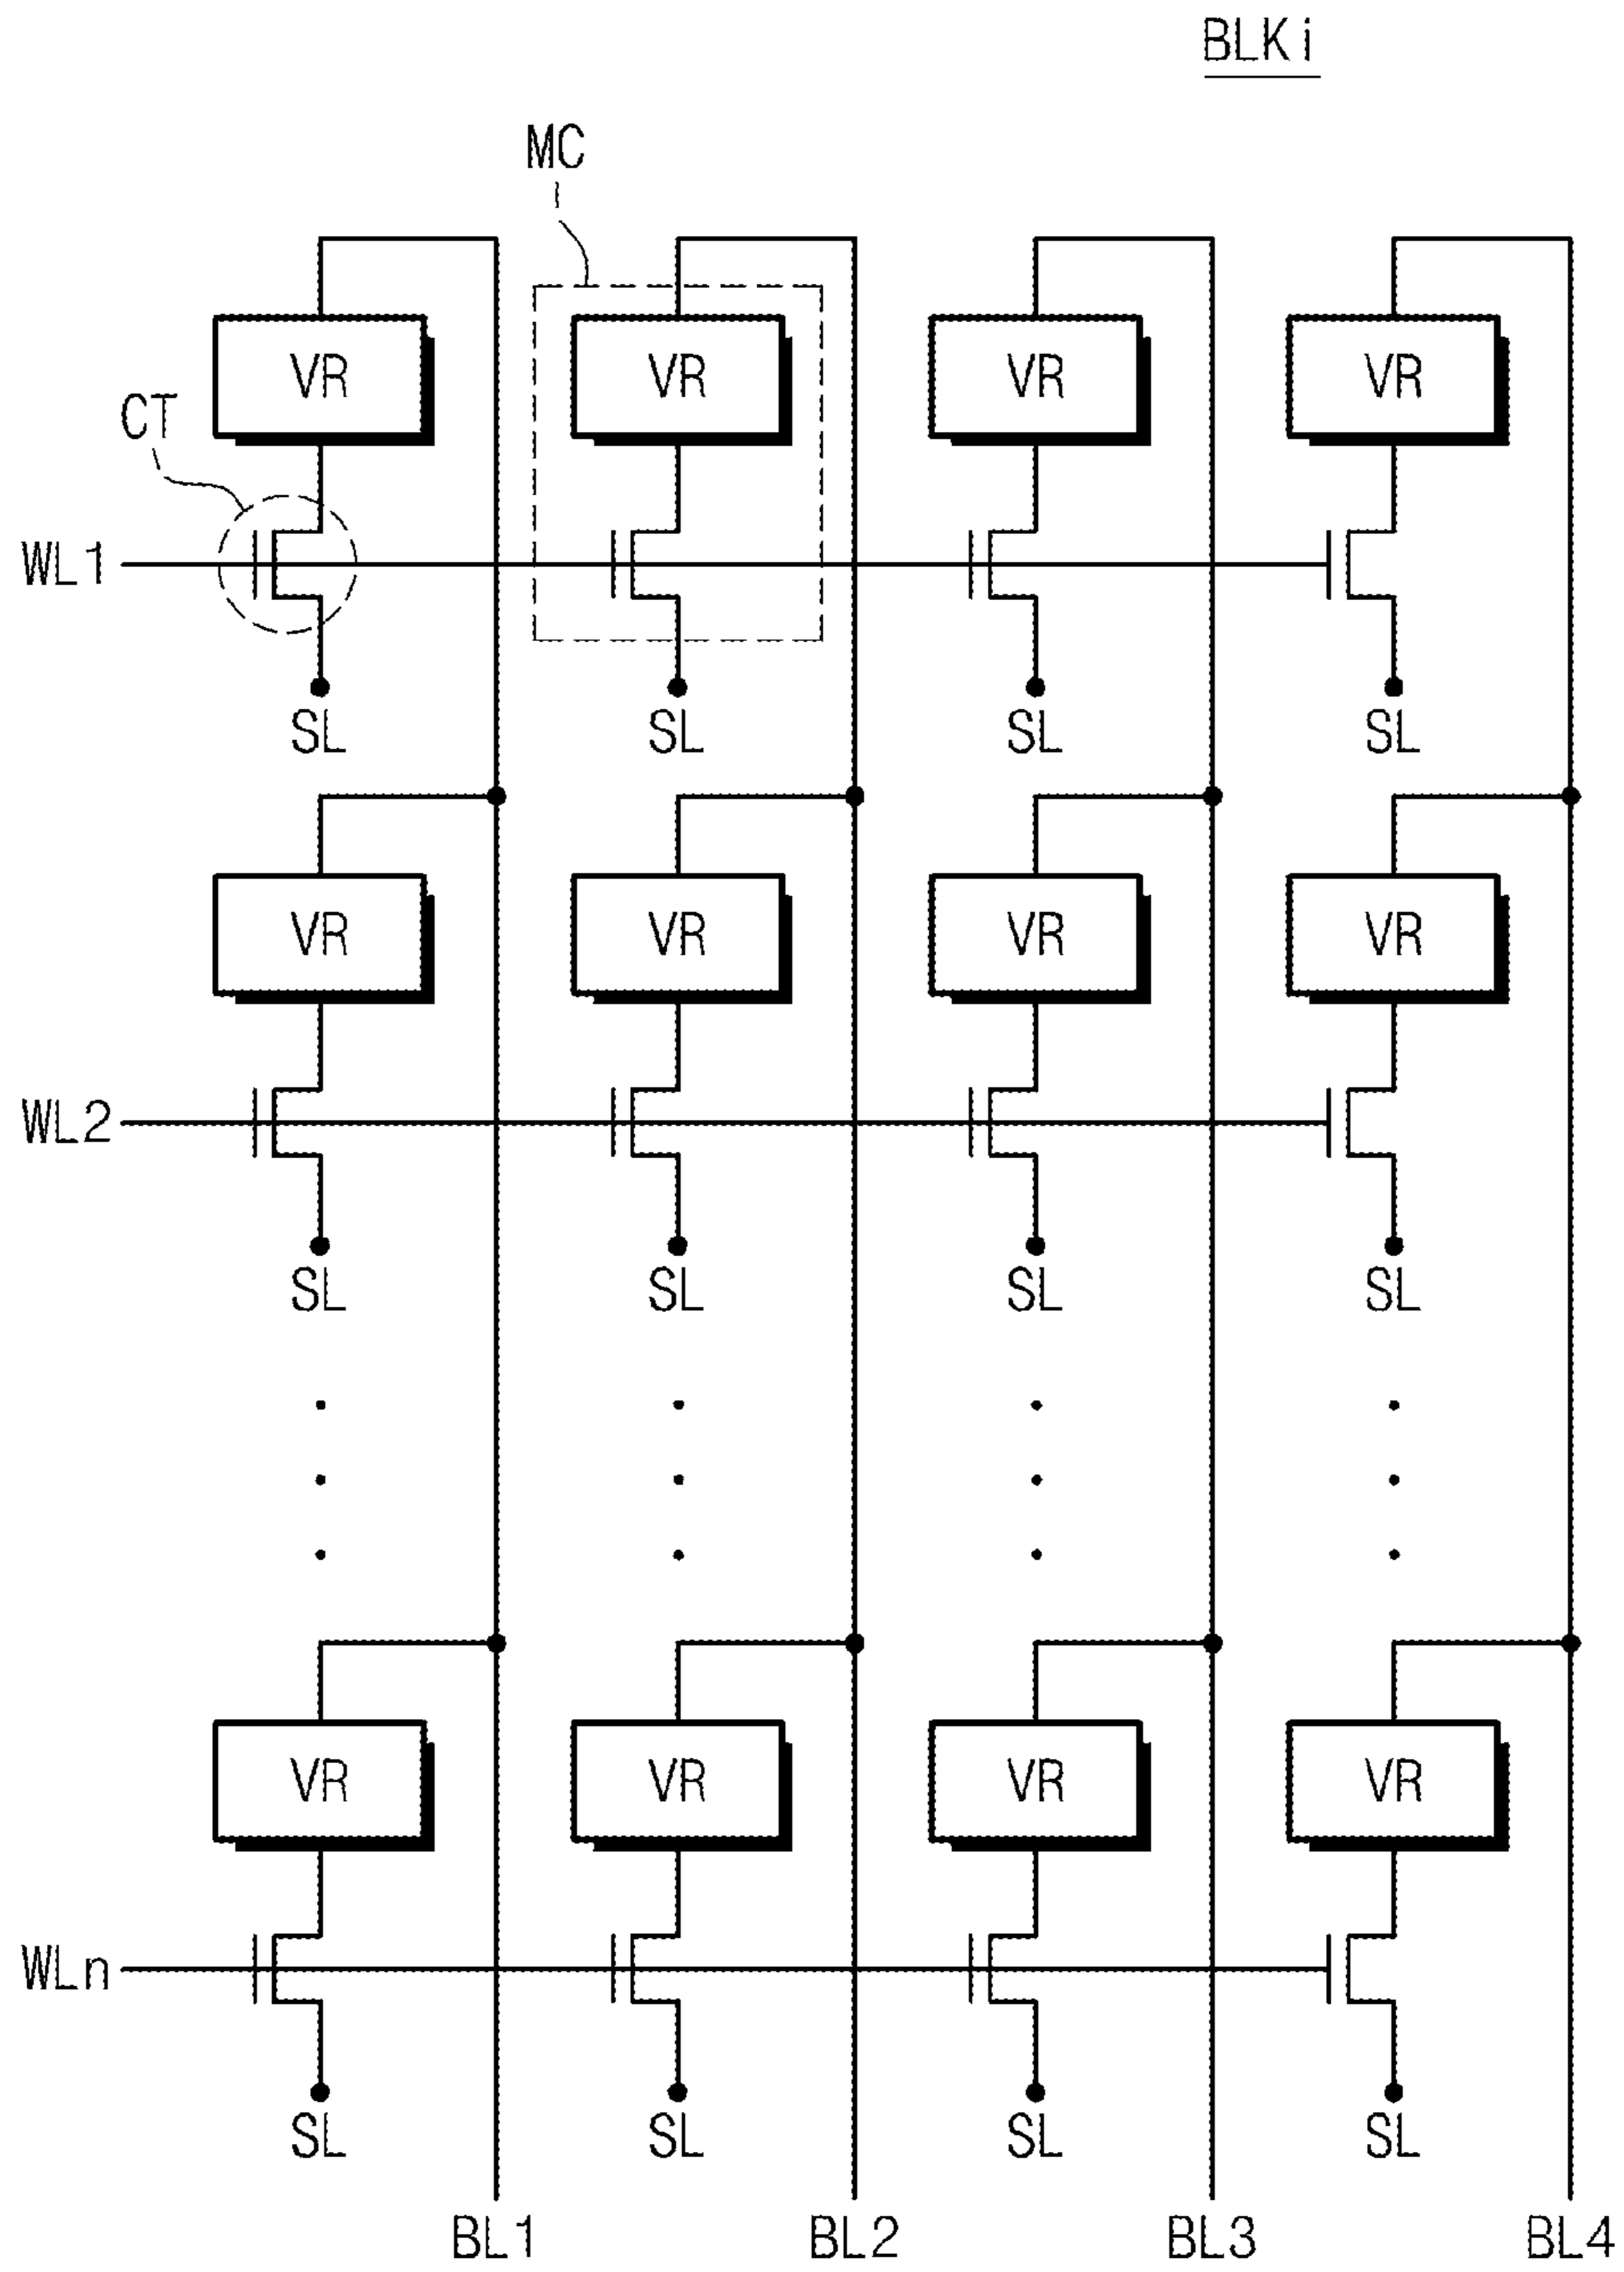 BLKi
MC
VR VR VR VR
CT
WL1
SL SL SL SL
VR VR VR VR
WL2
SL SL SL SL
VR VR VR VR
WLn
SL SL SL SL
BL1 BL2 BL3 BL4